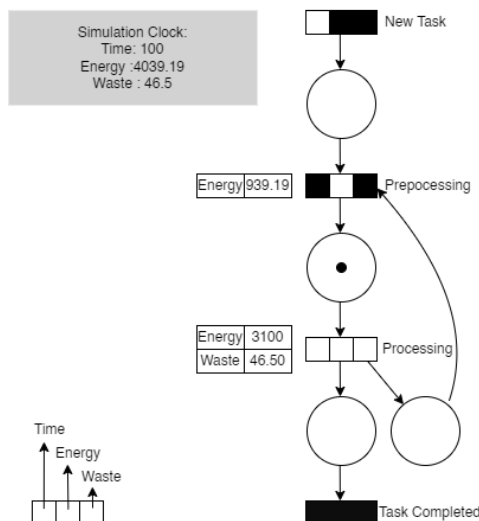 Simulation Clock:
Time: 100
Energy :4039.19
Waste : 46.5
New Task
Energy 939.19
Prepocessing
Energy 3100
Waste 46.50
Processing
Time
Energy
Waste
Task Completed